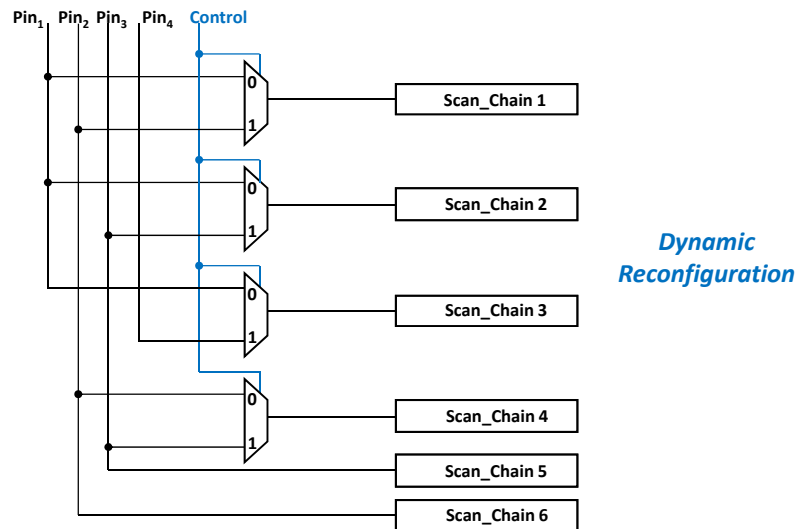 Pin₁ Pin₂ Pin₃ Pin₄ Control
0
1
Scan_Chain 1
0
1
Scan_Chain 2
Dynamic
Reconfiguration
0
1
Scan_Chain 3
0
1
Scan_Chain 4
Scan_Chain 5
Scan_Chain 6